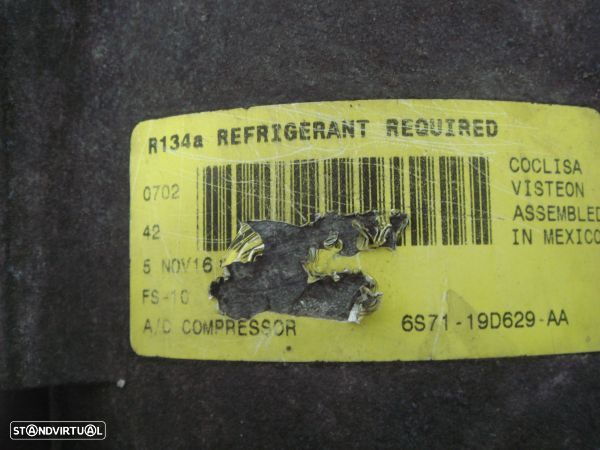 R134a REFRIGERANT REQUIRED
0702
42
5 NOV16
FS-10
A/C COMPRESSOR
COCLISA
VISTEON
ASSEMBLED
IN MEXICO
6S71-19D629-AA
STANDVIRTUAL